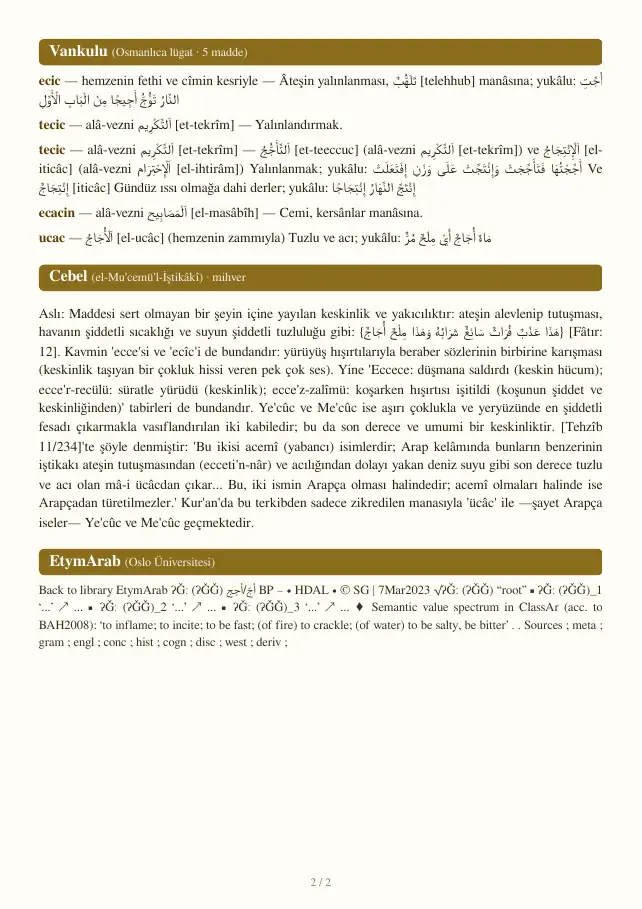 Vankulu (Osmanlıca lügat · 5 madde)
ecic — hemzenin fethi ve cîmin kesriyle — Âteşin yalınlanması, تَلَهُّبٌ [telehhub] manâsına; yukâlu: أَجَّتِ
النَّارُ تَؤُجُّ أَجِيجًا مِنَ الْبَابِ الْأَوَّلِ
tecic — alâ-vezni اَلتَّكْرِيم [et-tekrîm] — Yalınlandırmak.
tecic — alâ-vezni اَلتَّكْرِيم [et-tekrîm] — اَلتَّأَجُّجُ [et-teeccuc] (alâ-vezni اَلتَّكْرِيم [et-tekrîm]) ve اَلْإِئْتِجَاجُ [el-
iticâc] (alâ-vezni اَلْإِحْتِرَام [el-ihtirâm]) Yalınlanmak; yukâlu: أَجَّجْتُهَا فَتَأَجَّجَتْ وَائْتَجَّتْ عَلَى وَزْنِ اِفْتَعَلَتْ Ve
اِئْتِجَاجٌ [iticâc] Gündüz ıssı olmağa dahi derler; yukâlu: اِئْتَجَّ النَّهَارُ اِئْتِجَاجًا
ecacin — alâ-vezni اَلْمَصَابِيح [el-masâbîh] — Cemi, kersânlar manâsına.
ucac — اَلْأُجَاجُ [el-ucâc] (hemzenin zammıyla) Tuzlu ve acı; yukâlu: مَاءٌ أُجَاجٌ أَيْ مِلْحٌ مُرٌّ
Cebel (el-Mu'cemü'l-İştikâkî) · mihver
Aslı: Maddesi sert olmayan bir şeyin içine yayılan keskinlik ve yakıcılıktır: ateşin alevlenip tutuşması,
havanın şiddetli sıcaklığı ve suyun şiddetli tuzluluğu gibi: {هَذَا عَذْبٌ فُرَاتٌ سَائِغٌ شَرَابُهُ وَهَذَا مِلْحٌ أُجَاجٌ} [Fâtır:
12]. Kavmin 'ecce'si ve 'ecîc'i de bundandır: yürüyüş hışırtılarıyla beraber sözlerinin birbirine karışması
(keskinlik taşıyan bir çokluk hissi veren pek çok ses). Yine 'Eccece: düşmana saldırdı (keskin hücum);
ecce'r-recülü: süratle yürüdü (keskinlik); ecce'z-zalîmü: koşarken hışırtısı işitildi (koşunun şiddet ve
keskinliğinden)' tabirleri de bundandır. Ye'cûc ve Me'cûc ise aşırı çoklukla ve yeryüzünde en şiddetli
fesadı çıkarmakla vasıflandırılan iki kabiledir; bu da son derece ve umumi bir keskinliktir. [Tehzîb
11/234]'te şöyle denmiştir: 'Bu ikisi acemî (yabancı) isimlerdir; Arap kelâmında bunların benzerinin
iştikakı ateşin tutuşmasından (ecceti'n-nâr) ve acılığından dolayı yakan deniz suyu gibi son derece tuzlu
ve acı olan mâ-i ücâcdan çıkar... Bu, iki ismin Arapça olması halindedir; acemî olmaları halinde ise
Arapçadan türetilmezler.' Kur'an'da bu terkibden sadece zikredilen manasıyla 'ücâc' ile —şayet Arapça
iseler— Ye'cûc ve Me'cûc geçmektedir.
EtymArab (Oslo Üniversitesi)
Back to library EtymArab ʔǦ: (ʔǦǦ) أجّ/أجج BP – • HDAL • © SG | 7Mar2023 √ʔǦ: (ʔǦǦ) “root” ▪ ʔǦ: (ʔǦǦ)_1
‘...’ ↗ ... ▪ ʔǦ: (ʔǦǦ)_2 ‘...’ ↗ ... ▪ ʔǦ: (ʔǦǦ)_3 ‘...’ ↗ ... ♦ Semantic value spectrum in ClassAr (acc. to
BAH2008): ‘to inflame; to incite; to be fast; (of fire) to crackle; (of water) to be salty, be bitter’ . . Sources ; meta ;
gram ; engl ; conc ; hist ; cogn ; disc ; west ; deriv ;
2 / 2